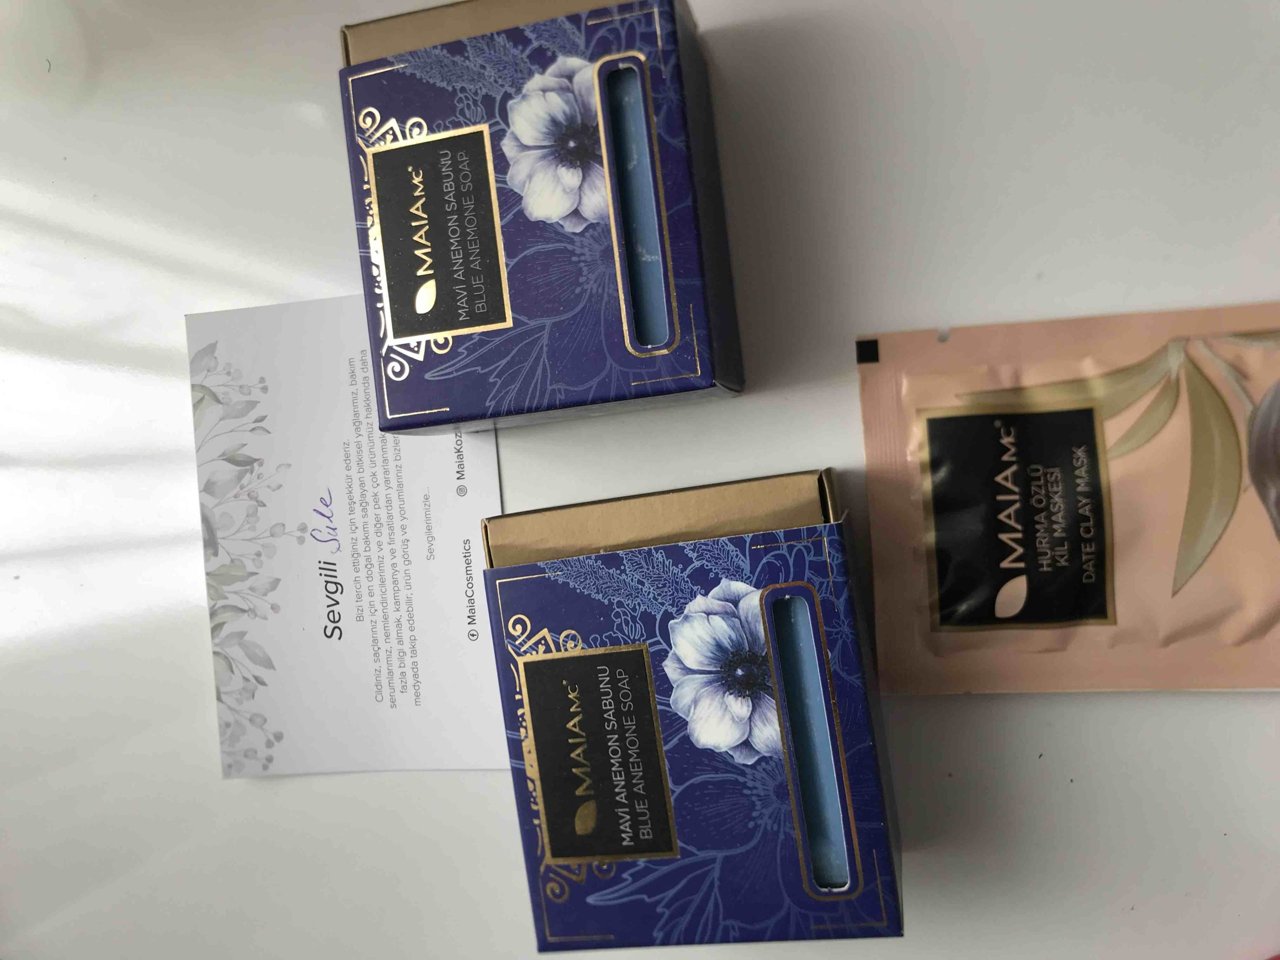 MAIA MC
MAVİ ANEMON SABUNU
BLUE ANEMONE SOAP
Sevgili Şule
Bizi tercih ettiğiniz için teşekkür ederiz.
Cildiniz, saçlarınız için en doğal bakımı sağlayan bitkisel yağlarımız, bakım
serumlarımız, nemlendiricilerimiz ve diğer pek çok ürünümüz hakkında daha
fazla bilgi almak, kampanya ve fırsatlardan yararlanmak
medyada takip edebilir; ürün görüş ve yorumlarınızı bizler
Sevgilerimizle...
MaiaCosmetics
MAIA MC
MAVİ ANEMON SABUNU
BLUE ANEMONE SOAP
MAIA MC
HURMA ÖZLÜ
KİL MASKESİ
DATE CLAY MASK